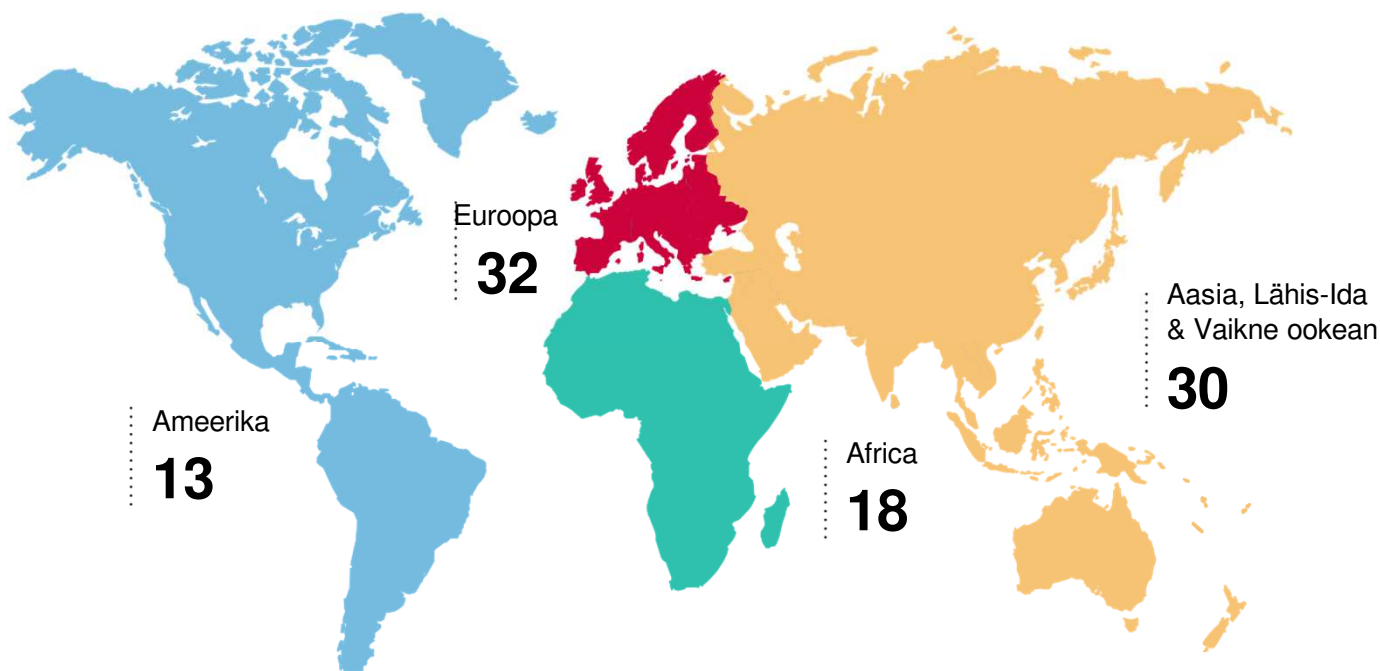 Euroopa
32
Aasia, Lähis-Ida
& Vaikne ookean
30
Ameerika
13
Africa
18